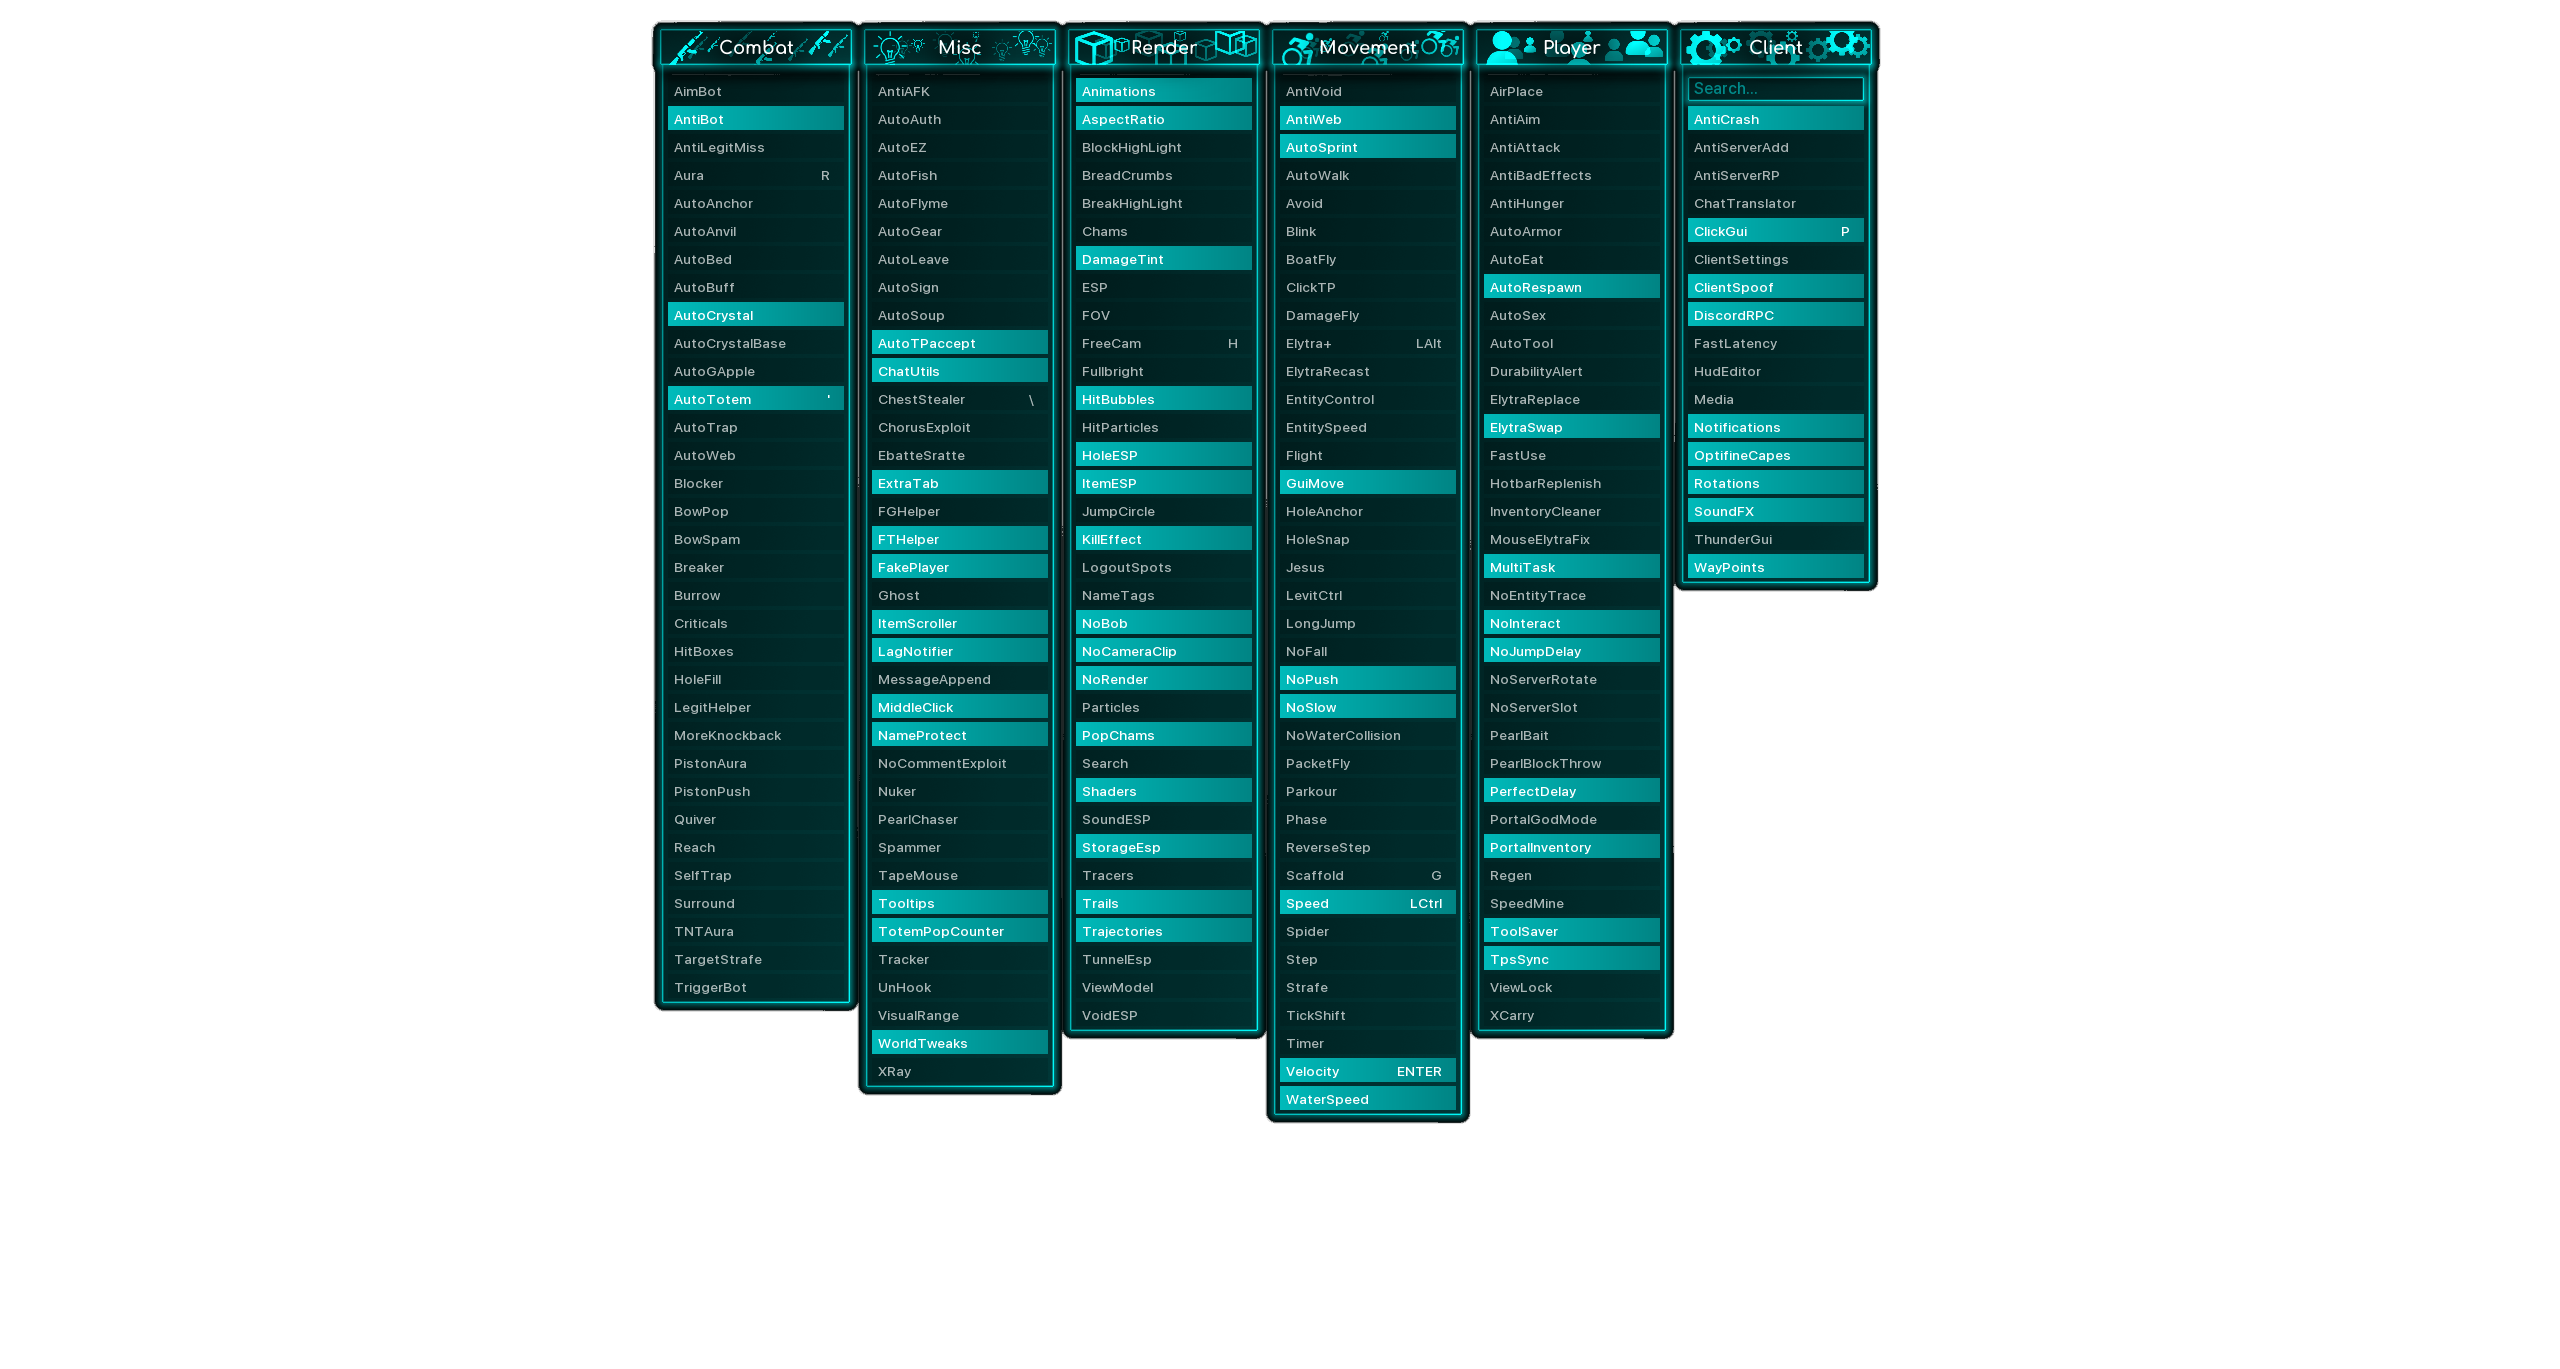 Combat
AimBot
AntiBot
AntiLegitMiss
Aura R
AutoAnchor
AutoAnvil
AutoBed
AutoBuff
AutoCrystal
AutoCrystalBase
AutoGApple
AutoTotem '
AutoTrap
AutoWeb
Blocker
BowPop
BowSpam
Breaker
Burrow
Criticals
HitBoxes
HoleFill
LegitHelper
MoreKnockback
PistonAura
PistonPush
Quiver
Reach
SelfTrap
Surround
TNTAura
TargetStrafe
TriggerBot
Misc
AntiAFK
AutoAuth
AutoEZ
AutoFish
AutoFlyme
AutoGear
AutoLeave
AutoSign
AutoSoup
AutoTPaccept
ChatUtils
ChestStealer \
ChorusExploit
EbatteSratte
ExtraTab
FGHelper
FTHelper
FakePlayer
Ghost
ItemScroller
LagNotifier
MessageAppend
MiddleClick
NameProtect
NoCommentExploit
Nuker
PearlChaser
Spammer
TapeMouse
Tooltips
TotemPopCounter
Tracker
UnHook
VisualRange
WorldTweaks
XRay
Render
Animations
AspectRatio
BlockHighLight
BreadCrumbs
BreakHighLight
Chams
DamageTint
ESP
FOV
FreeCam H
Fullbright
HitBubbles
HitParticles
HoleESP
ItemESP
JumpCircle
KillEffect
LogoutSpots
NameTags
NoBob
NoCameraClip
NoRender
Particles
PopChams
Search
Shaders
SoundESP
StorageEsp
Tracers
Trails
Trajectories
TunnelEsp
ViewModel
VoidESP
Movement
AntiVoid
AntiWeb
AutoSprint
AutoWalk
Avoid
Blink
BoatFly
ClickTP
DamageFly
Elytra+ LAlt
ElytraRecast
EntityControl
EntitySpeed
Flight
GuiMove
HoleAnchor
HoleSnap
Jesus
LevitCtrl
LongJump
NoFall
NoPush
NoSlow
NoWaterCollision
PacketFly
Parkour
Phase
ReverseStep
Scaffold G
Speed LCtrl
Spider
Step
Strafe
TickShift
Timer
Velocity ENTER
WaterSpeed
Player
AirPlace
AntiAim
AntiAttack
AntiBadEffects
AntiHunger
AutoArmor
AutoEat
AutoRespawn
AutoSex
AutoTool
DurabilityAlert
ElytraReplace
ElytraSwap
FastUse
HotbarReplenish
InventoryCleaner
MouseElytraFix
MultiTask
NoEntityTrace
NoInteract
NoJumpDelay
NoServerRotate
NoServerSlot
PearlBait
PearlBlockThrow
PerfectDelay
PortalGodMode
PortalInventory
Regen
SpeedMine
ToolSaver
TpsSync
ViewLock
XCarry
Client
Search...
AntiCrash
AntiServerAdd
AntiServerRP
ChatTranslator
ClickGui P
ClientSettings
ClientSpoof
DiscordRPC
FastLatency
HudEditor
Media
Notifications
OptifineCapes
Rotations
SoundFX
ThunderGui
WayPoints